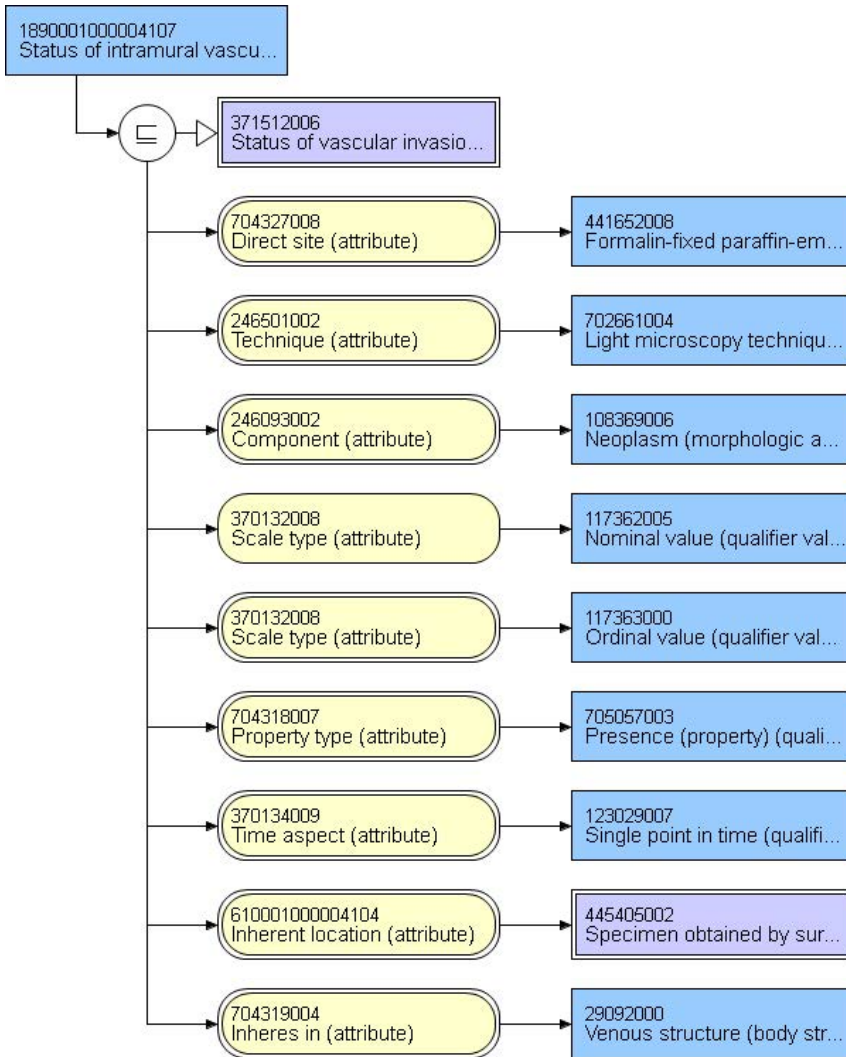 1890001000004107
Status of intramural vascu...
⊑
371512006
Status of vascular invasio...
704327008
Direct site (attribute)
441652008
Formalin-fixed paraffin-em...
246501002
Technique (attribute)
702661004
Light microscopy techniqu...
246093002
Component (attribute)
108369006
Neoplasm (morphologic a...
370132008
Scale type (attribute)
117362005
Nominal value (qualifier val...
370132008
Scale type (attribute)
117363000
Ordinal value (qualifier val...
704318007
Property type (attribute)
705057003
Presence (property) (quali...
370134009
Time aspect (attribute)
123029007
Single point in time (qualifi...
610001000004104
Inherent location (attribute)
445405002
Specimen obtained by sur...
704319004
Inheres in (attribute)
29092000
Venous structure (body str...